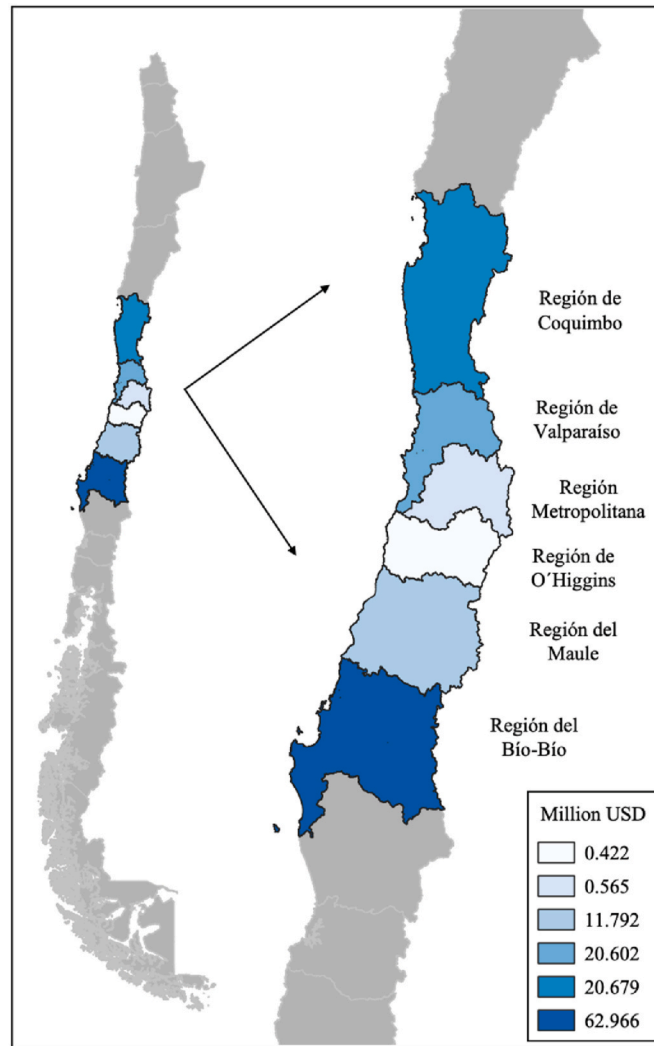 Región de
Coquimbo
Región de
Valparaíso
Región
Metropolitana
Región de
O´Higgins
Región del
Maule
Región del
Bío-Bío
Million USD
0.422
0.565
11.792
20.602
20.679
62.966